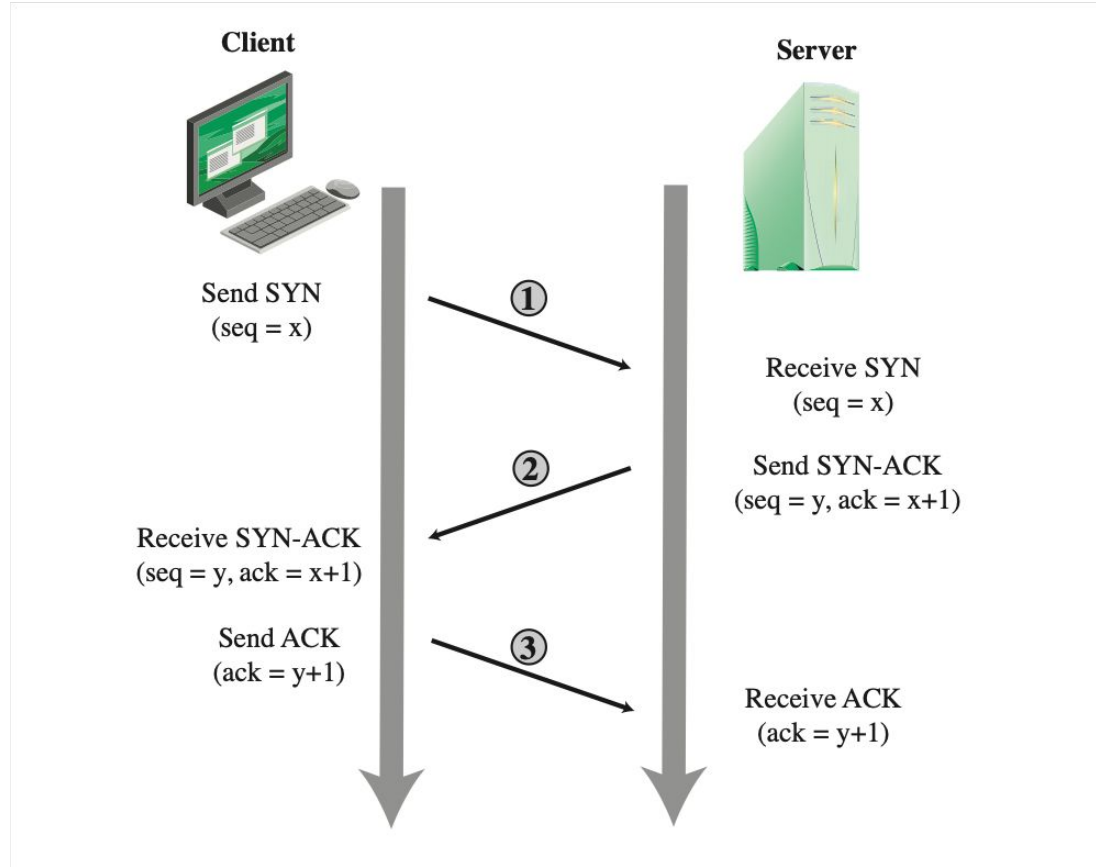 Client
Server
Send SYN
(seq = x)
1
Receive SYN
(seq = x)
2
Send SYN-ACK
(seq = y, ack = x+1)
Receive SYN-ACK
(seq = y, ack = x+1)
Send ACK
(ack = y+1)
3
Receive ACK
(ack = y+1)